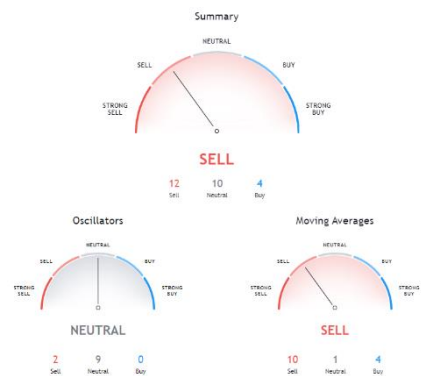 Summary
NEUTRAL
SELL BUY
STRONG SELL STRONG BUY
SELL
12 10 4
Sell Neutral Buy
Oscillators
NEUTRAL
SELL BUY
STRONG SELL STRONG BUY
NEUTRAL
2 9 0
Sell Neutral Buy
Moving Averages
NEUTRAL
SELL BUY
STRONG SELL STRONG BUY
SELL
10 1 4
Sell Neutral Buy